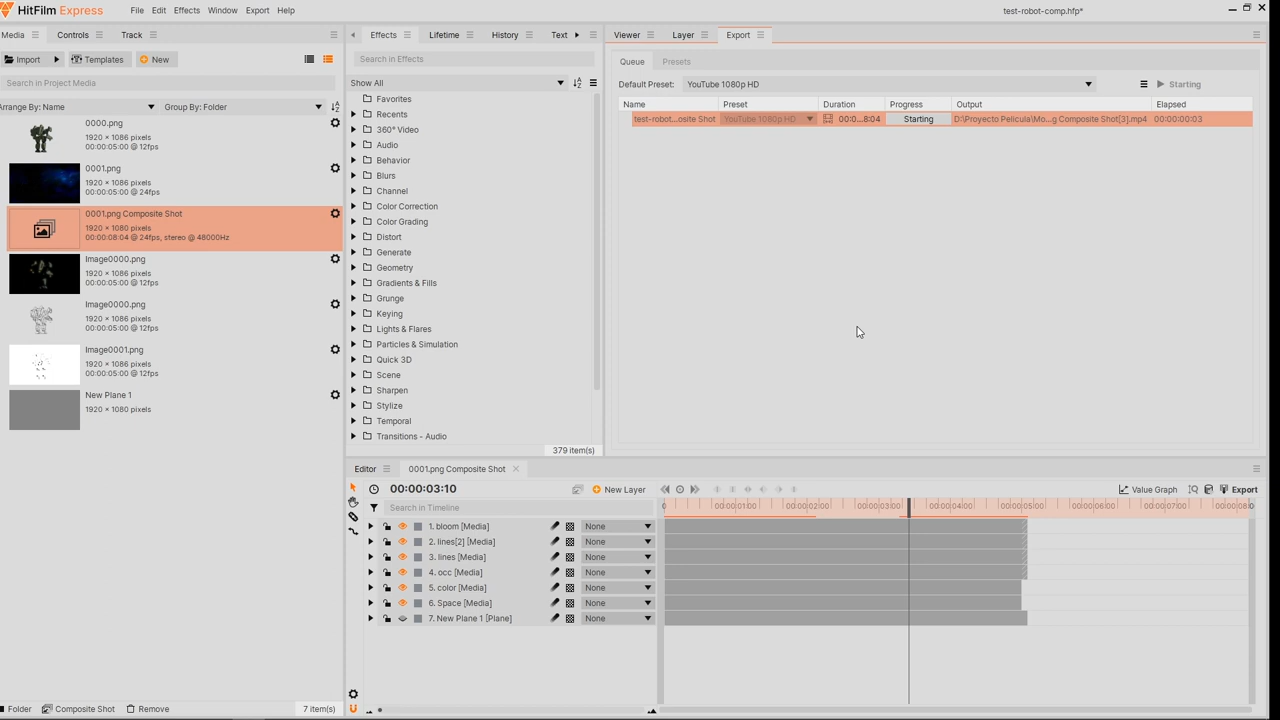 HitFilm Express
File Edit Effects Window Export Help
test-robot-comp.hfp*
Media Controls Track
Import Templates New
Search in Project Media
Arrange By: Name Group By: Folder
0000.png
1920 × 1086 pixels
00:00:05:00 @ 12fps
0001.png
1920 × 1086 pixels
00:00:05:00 @ 24fps
0001.png Composite Shot
1920 × 1080 pixels
00:00:08:04 @ 24fps, stereo @ 48000Hz
Image0000.png
1920 × 1086 pixels
00:00:05:00 @ 12fps
Image0000.png
1920 × 1086 pixels
00:00:05:00 @ 12fps
Image0001.png
1920 × 1086 pixels
00:00:05:00 @ 12fps
New Plane 1
1920 × 1080 pixels
Folder Composite Shot Remove 7 item(s)
Effects Lifetime History Text
Search in Effects
Show All
Favorites
Recents
360° Video
Audio
Behavior
Blurs
Channel
Color Correction
Color Grading
Distort
Generate
Geometry
Gradients & Fills
Grunge
Keying
Lights & Flares
Particles & Simulation
Quick 3D
Scene
Sharpen
Stylize
Temporal
Transitions - Audio
379 item(s)
Viewer Layer Export
Queue Presets
Default Preset: YouTube 1080p HD Starting
Name Preset Duration Progress Output Elapsed
test-robot...osite Shot YouTube 1080p HD 00:0...8:04 Starting D:\Proyecto Pelicula\Mo...g Composite Shot[3].mp4 00:00:00:03
Editor 0001.png Composite Shot
00:00:03:10 New Layer Value Graph Export
Search in Timeline
0 00:00:01:00 00:00:02:00 00:00:03:00 00:00:04:00 00:00:05:00 00:00:06:00 00:00:07:00 00:00:08:0
1. bloom [Media] None
2. lines[2] [Media] None
3. lines [Media] None
4. occ [Media] None
5. color [Media] None
6. Space [Media] None
7. New Plane 1 [Plane] None